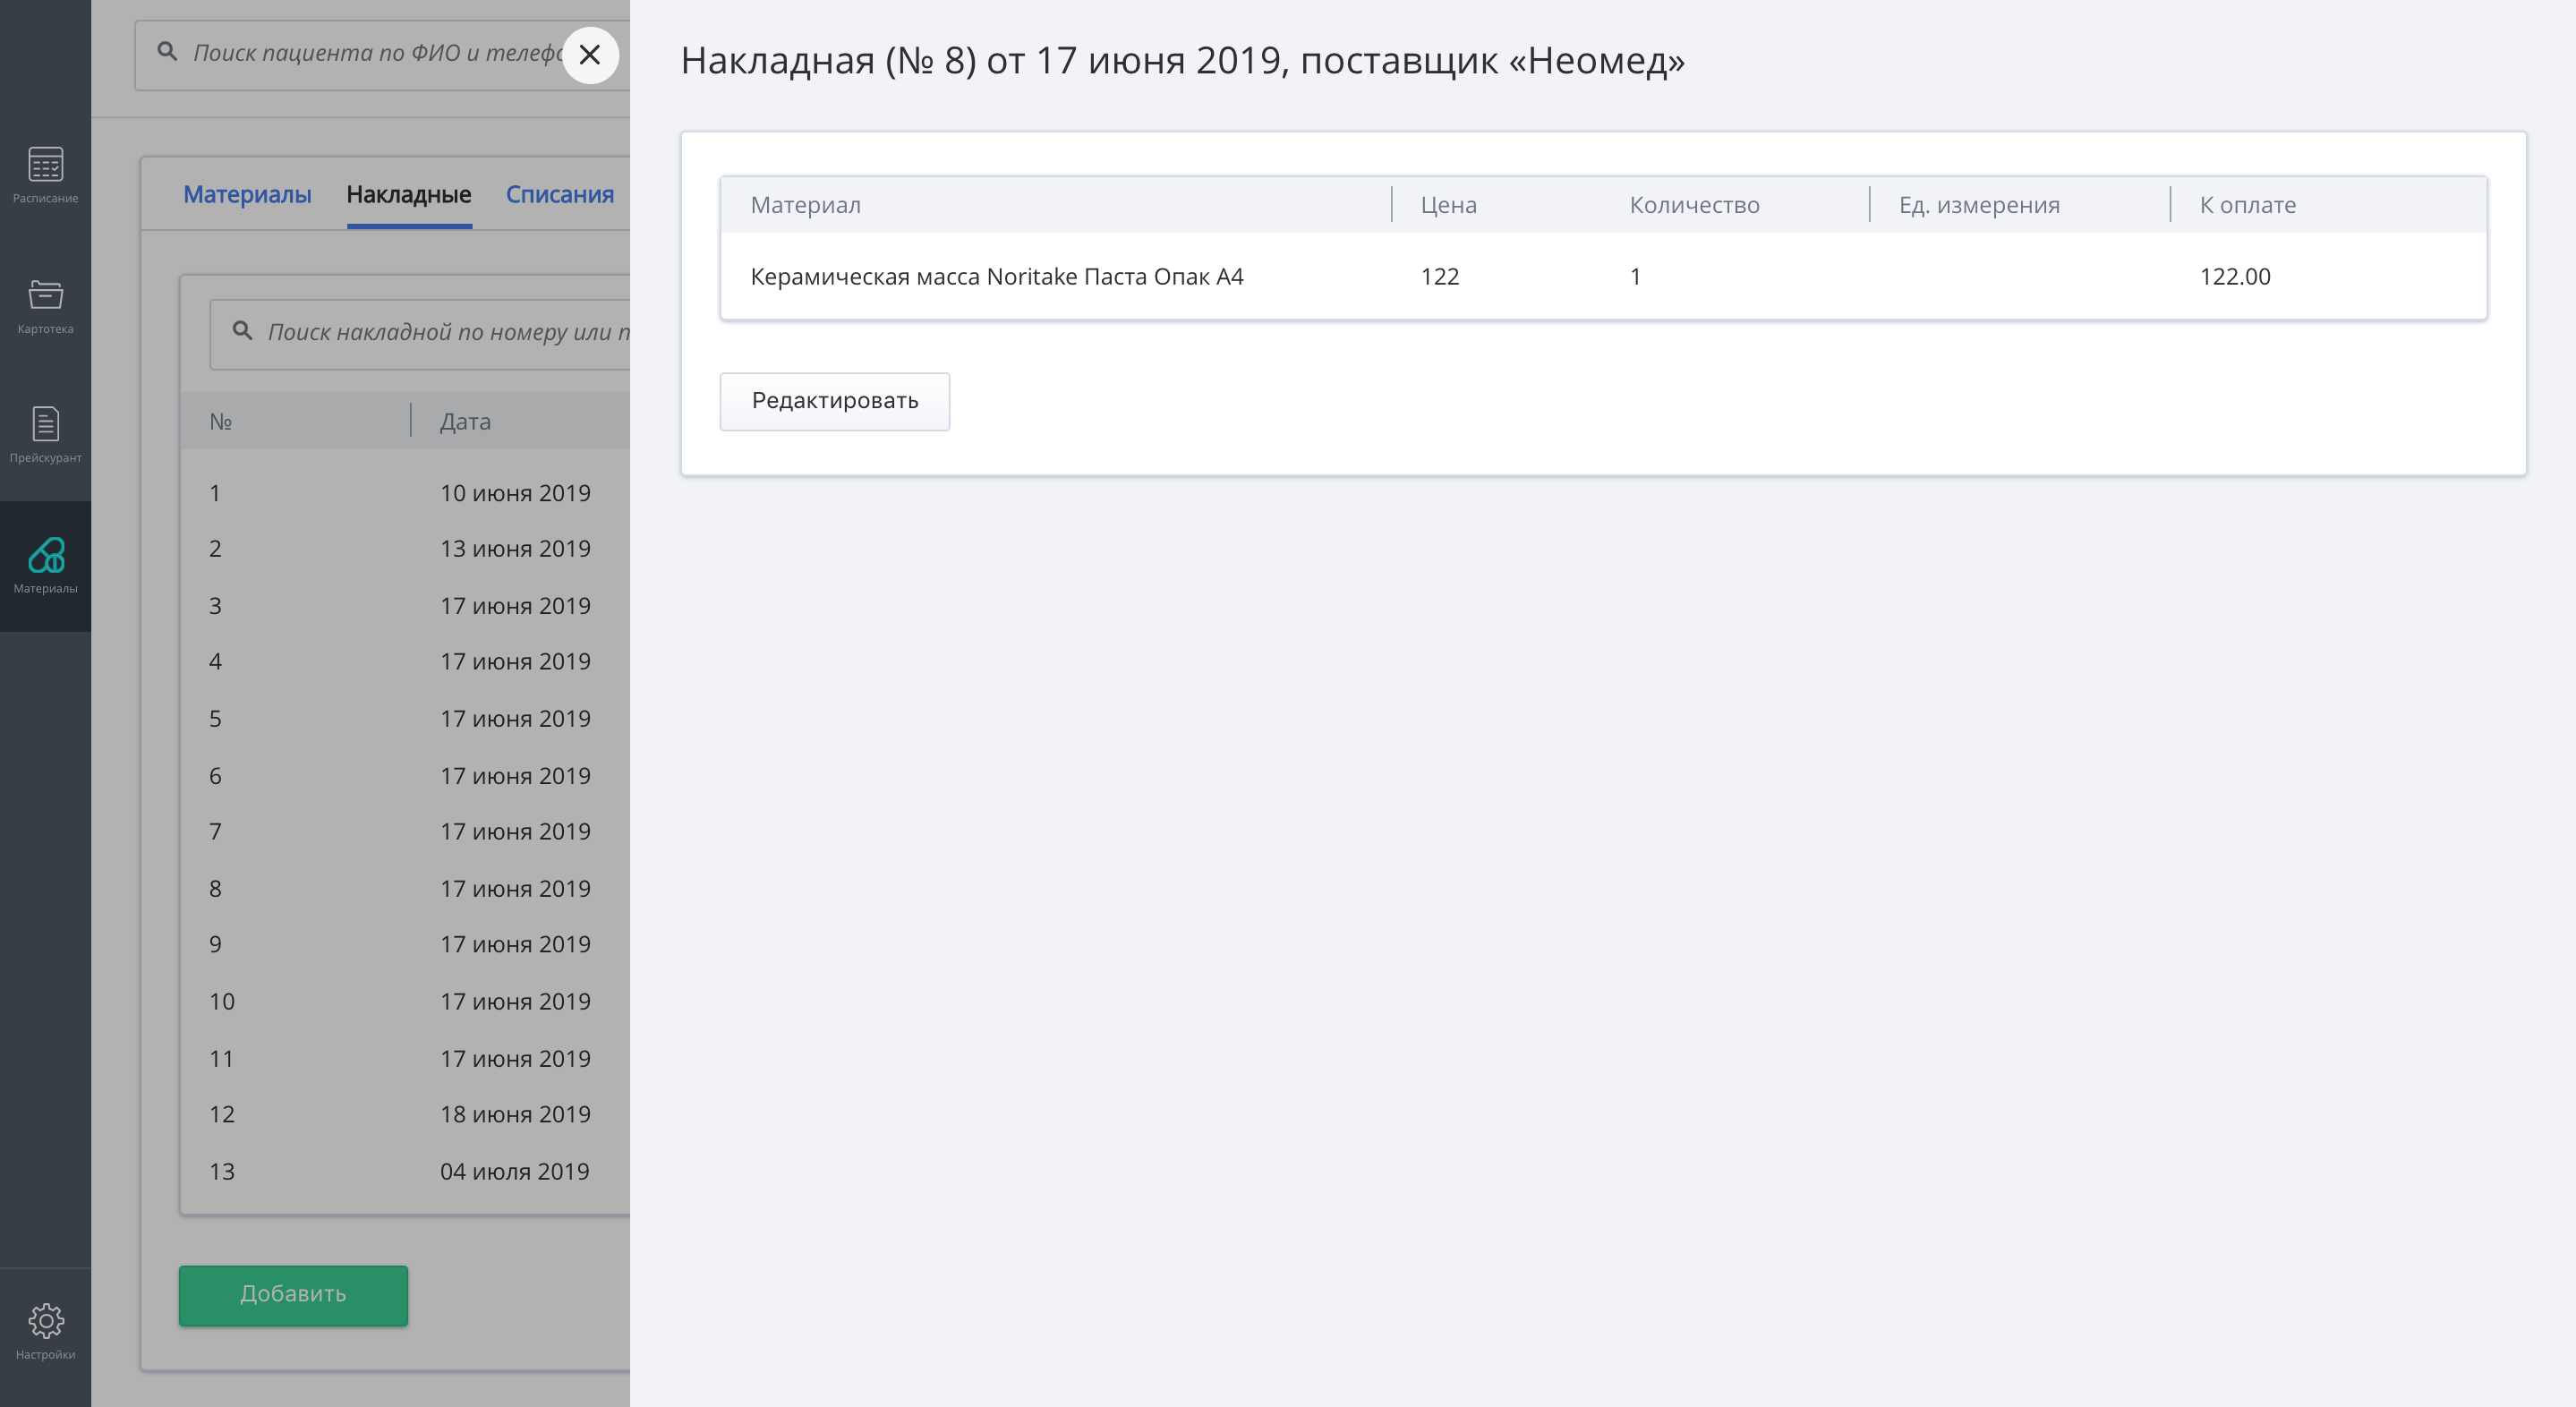 Расписание
Картотека
Прейскурант
Материалы
Настройки
Поиск пациента по ФИО и
Материалы Накладные Списания
Поиск накладной по номеру или
№ Дата
1 10 июня 2019
2 13 июня 2019
3 17 июня 2019
4 17 июня 2019
5 17 июня 2019
6 17 июня 2019
7 17 июня 2019
8 17 июня 2019
9 17 июня 2019
10 17 июня 2019
11 17 июня 2019
12 18 июня 2019
13 04 июля 2019
Добавить
Накладная (№ 8) от 17 июня 2019, поставщик «Неомед»
Материал Цена Количество Ед. измерения К оплате
Керамическая масса Noritake Паста Опак А4 122 1 122.00
Редактировать